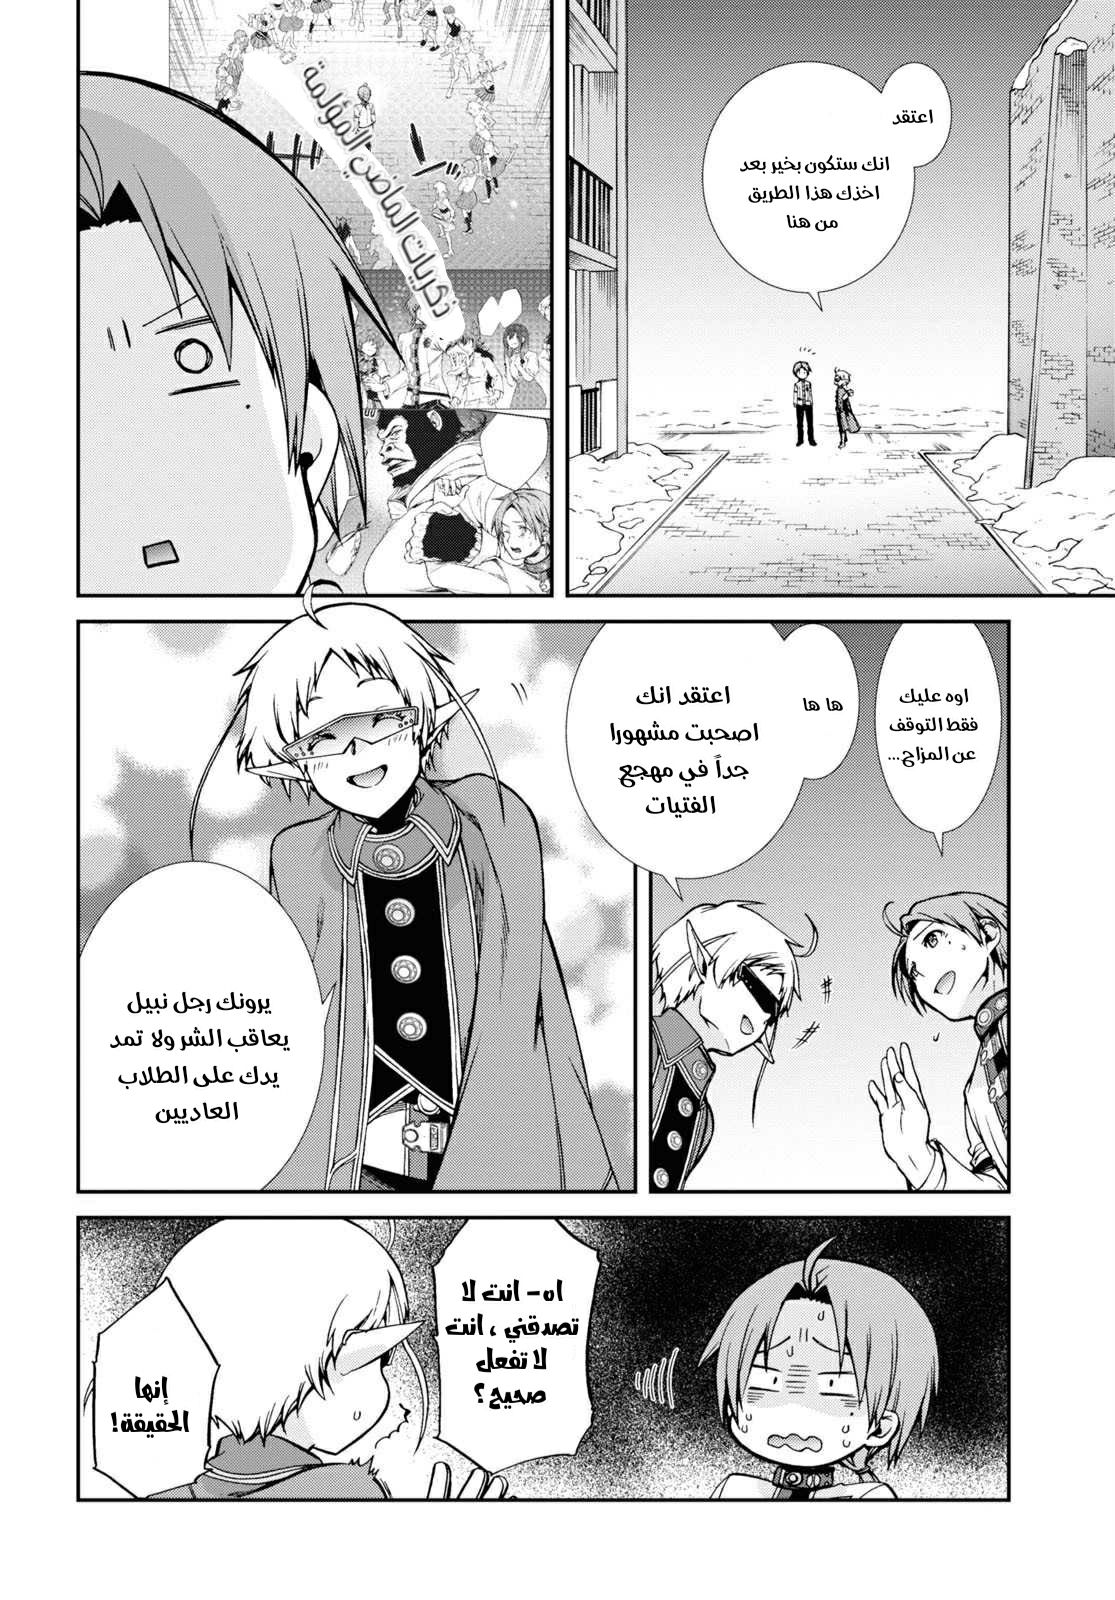 اعتقد
انك ستكون بخير بعد
اخذك هذا الطريق
من هنا
ذكريات الماضي المؤلمة
اوه عليك
فقط التوقف
عن المزاح...
ها ها
اعتقد انك
اصحبت مشهورا
جداً في مهجع
الفتيات
يرونك رجل نبيل
يعاقب الشر ولا تمد
يدك على الطلاب
العاديين
اه - انت لا
تصدقني ، انت
لا تفعل
صحيح ؟
إنها
الحقيقة!